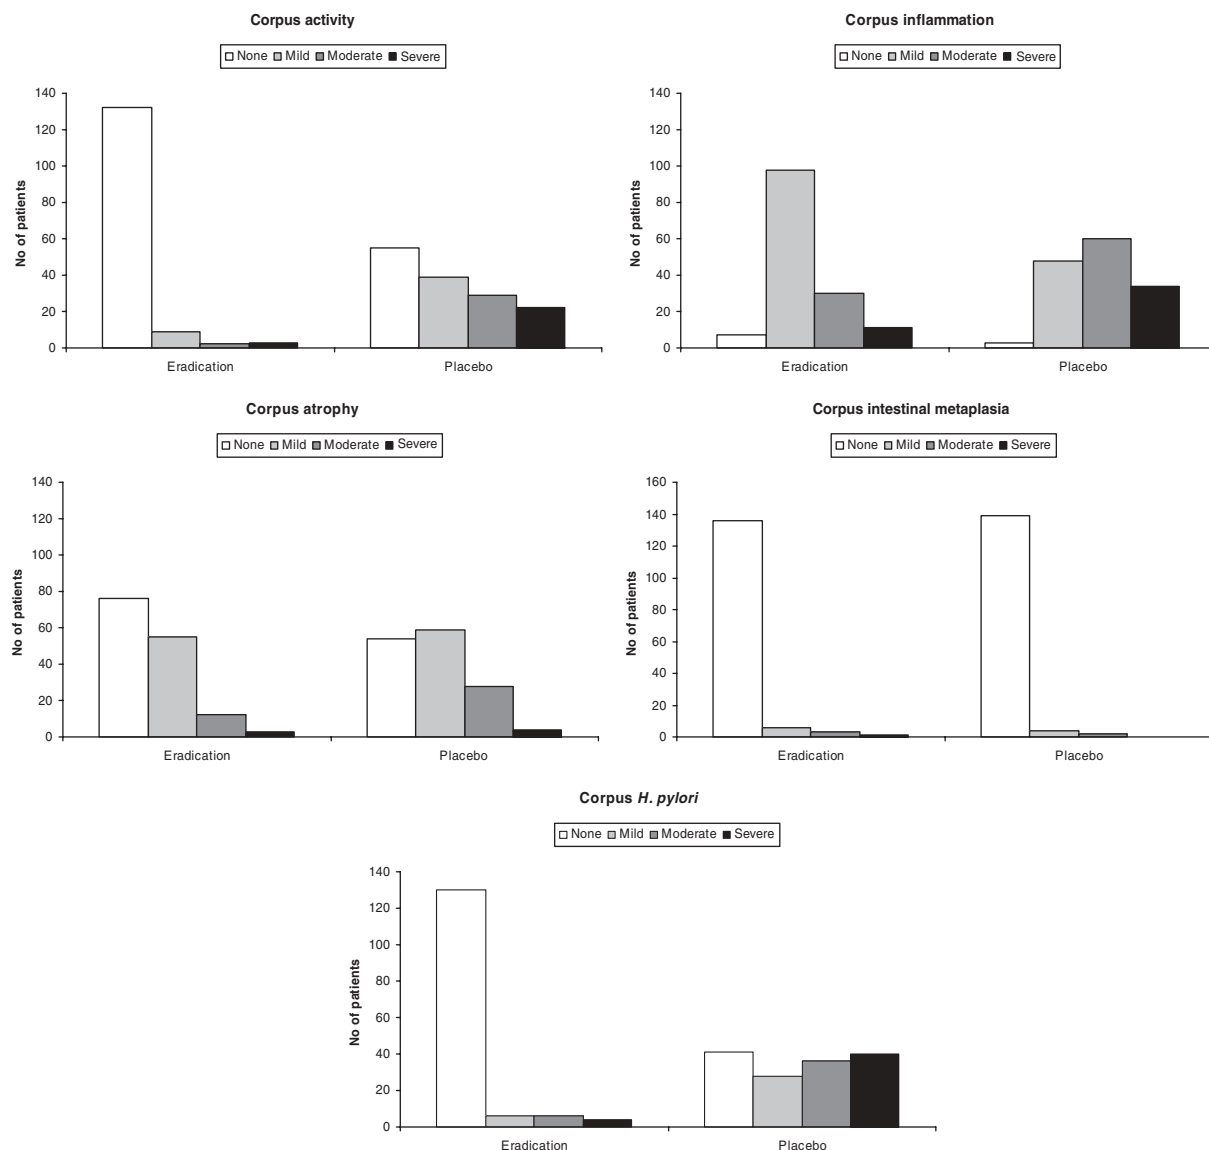 Corpus activity
None Mild Moderate Severe
140
120
100
80
60
40
20
0
No of patients
Eradication Placebo
Corpus inflammation
None Mild Moderate Severe
140
120
100
80
60
40
20
0
No of patients
Eradication Placebo
Corpus atrophy
None Mild Moderate Severe
140
120
100
80
60
40
20
0
No of patients
Eradication Placebo
Corpus intestinal metaplasia
None Mild Moderate Severe
160
140
120
100
80
60
40
20
0
No of patients
Eradication Placebo
Corpus H. pylori
None Mild Moderate Severe
140
120
100
80
60
40
20
0
No of patients
Eradication Placebo